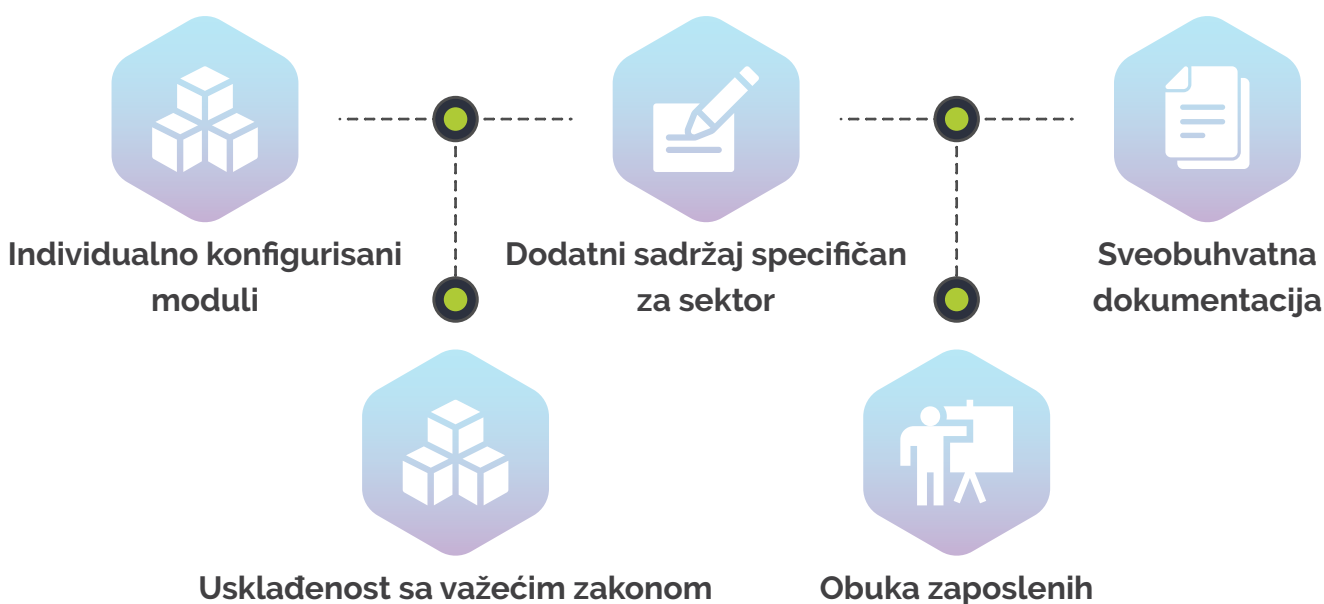 Individualno konfigurisani
moduli
Dodatni sadržaj specifičan
za sektor
Sveobuhvatna
dokumentacija
Usklađenost sa važećim zakonom
Obuka zaposlenih